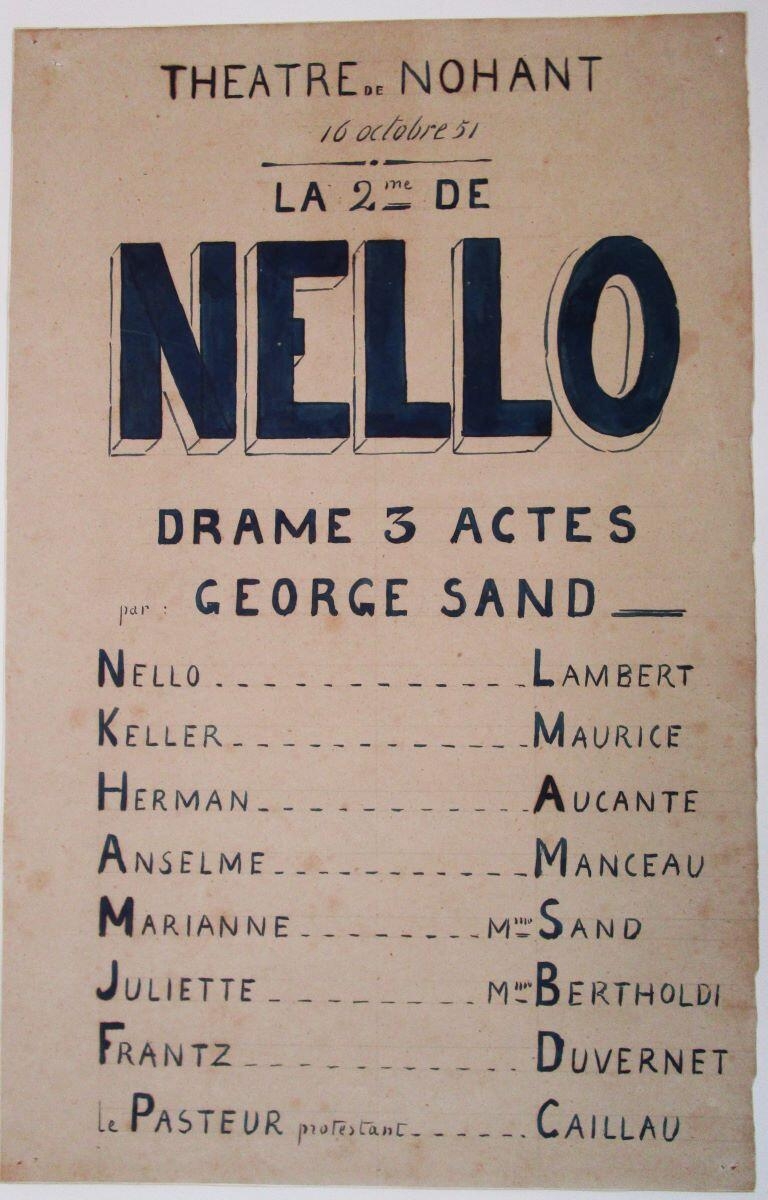 THEATRE DE NOHANT
16 octobre 51
LA 2me DE
NELLO
DRAME 3 ACTES
par : GEORGE SAND
NELLO . _ _ _ _ _ _ _ _ _ _ _ LAMBERT
KELLER _ _ _ _ _ _ _ _ _ _ _ _ MAURICE
HERMAN _ _ _ _ _ _ _ _ _ _ _ AUCANTE
ANSELME _ _ _ _ _ _ _ _ _ _ MANCEAU
MARIANNE _ _ _ _ _ _ _ _ Mme SAND
JULIETTE _ _ _ _ _ _ _ _ _ Mme BERTHOLDI
FRANTZ _ _ _ _ _ _ _ _ _ _ _ DUVERNET
le PASTEUR protestant _ _ _ _ _ _ CAILLAU